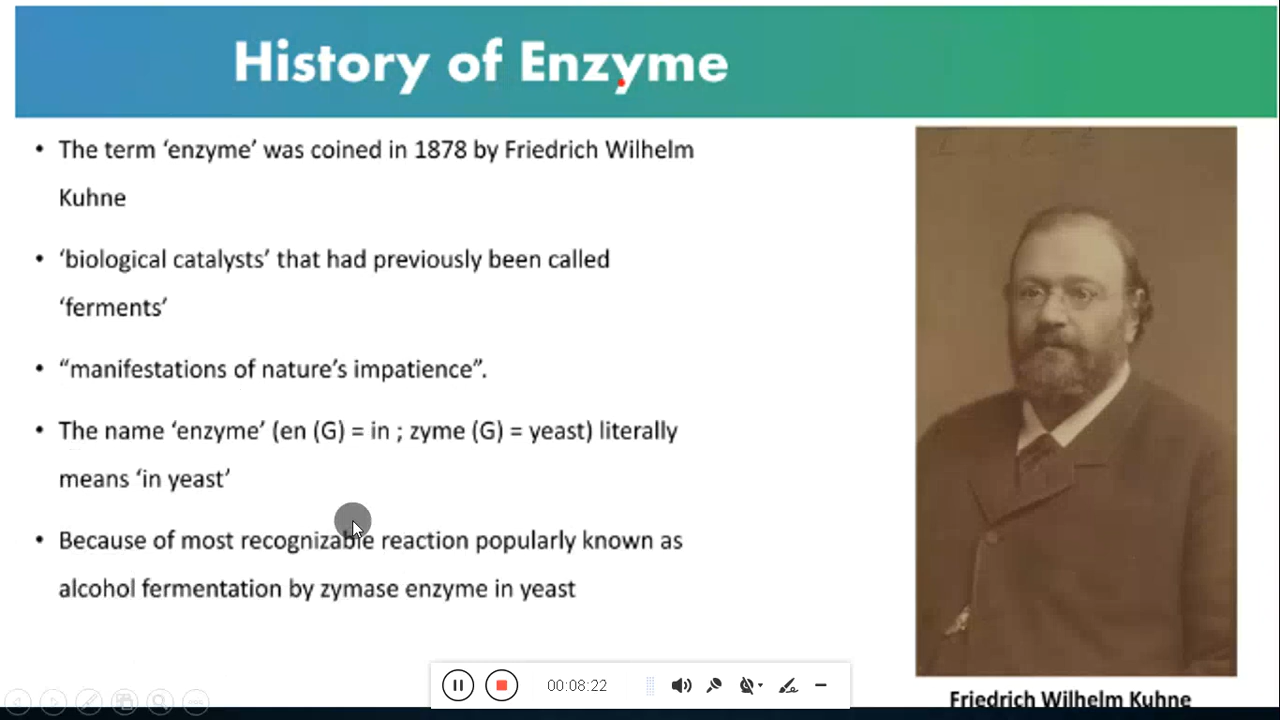 History of Enzyme
• The term ‘enzyme’ was coined in 1878 by Friedrich Wilhelm
Kuhne
• ‘biological catalysts’ that had previously been called
‘ferments’
• “manifestations of nature’s impatience”.
• The name ‘enzyme’ (en (G) = in ; zyme (G) = yeast) literally
means ‘in yeast’
• Because of most recognizable reaction popularly known as
alcohol fermentation by zymase enzyme in yeast
Friedrich Wilhelm Kuhne
00:08:22